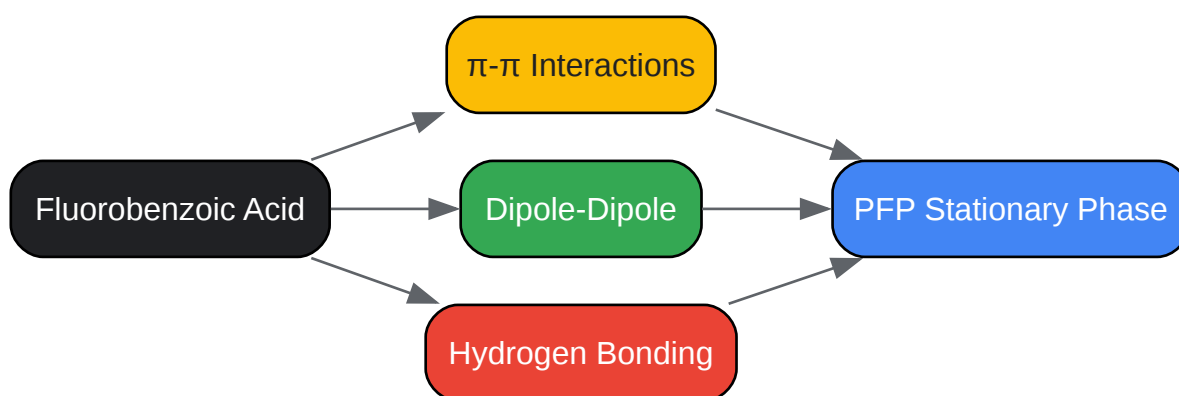 π-π Interactions
Fluorobenzoic Acid
Dipole-Dipole
PFP Stationary Phase
Hydrogen Bonding